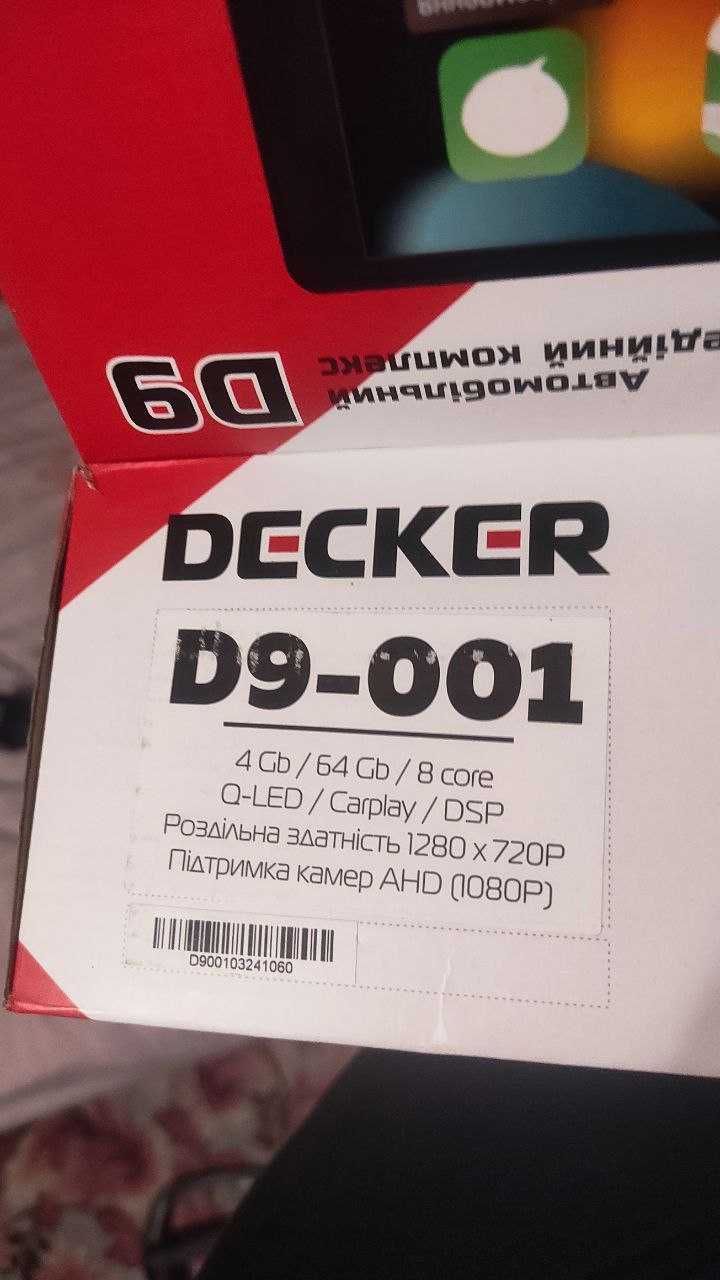 D9
Автомобільний
комплекс
DECKER
D9-001
4 Gb / 64 Gb / 8 core
Q-LED / Carplay / DSP
Роздільна здатність 1280 x 720P
Підтримка камер AHD (1080P)
D900103241060